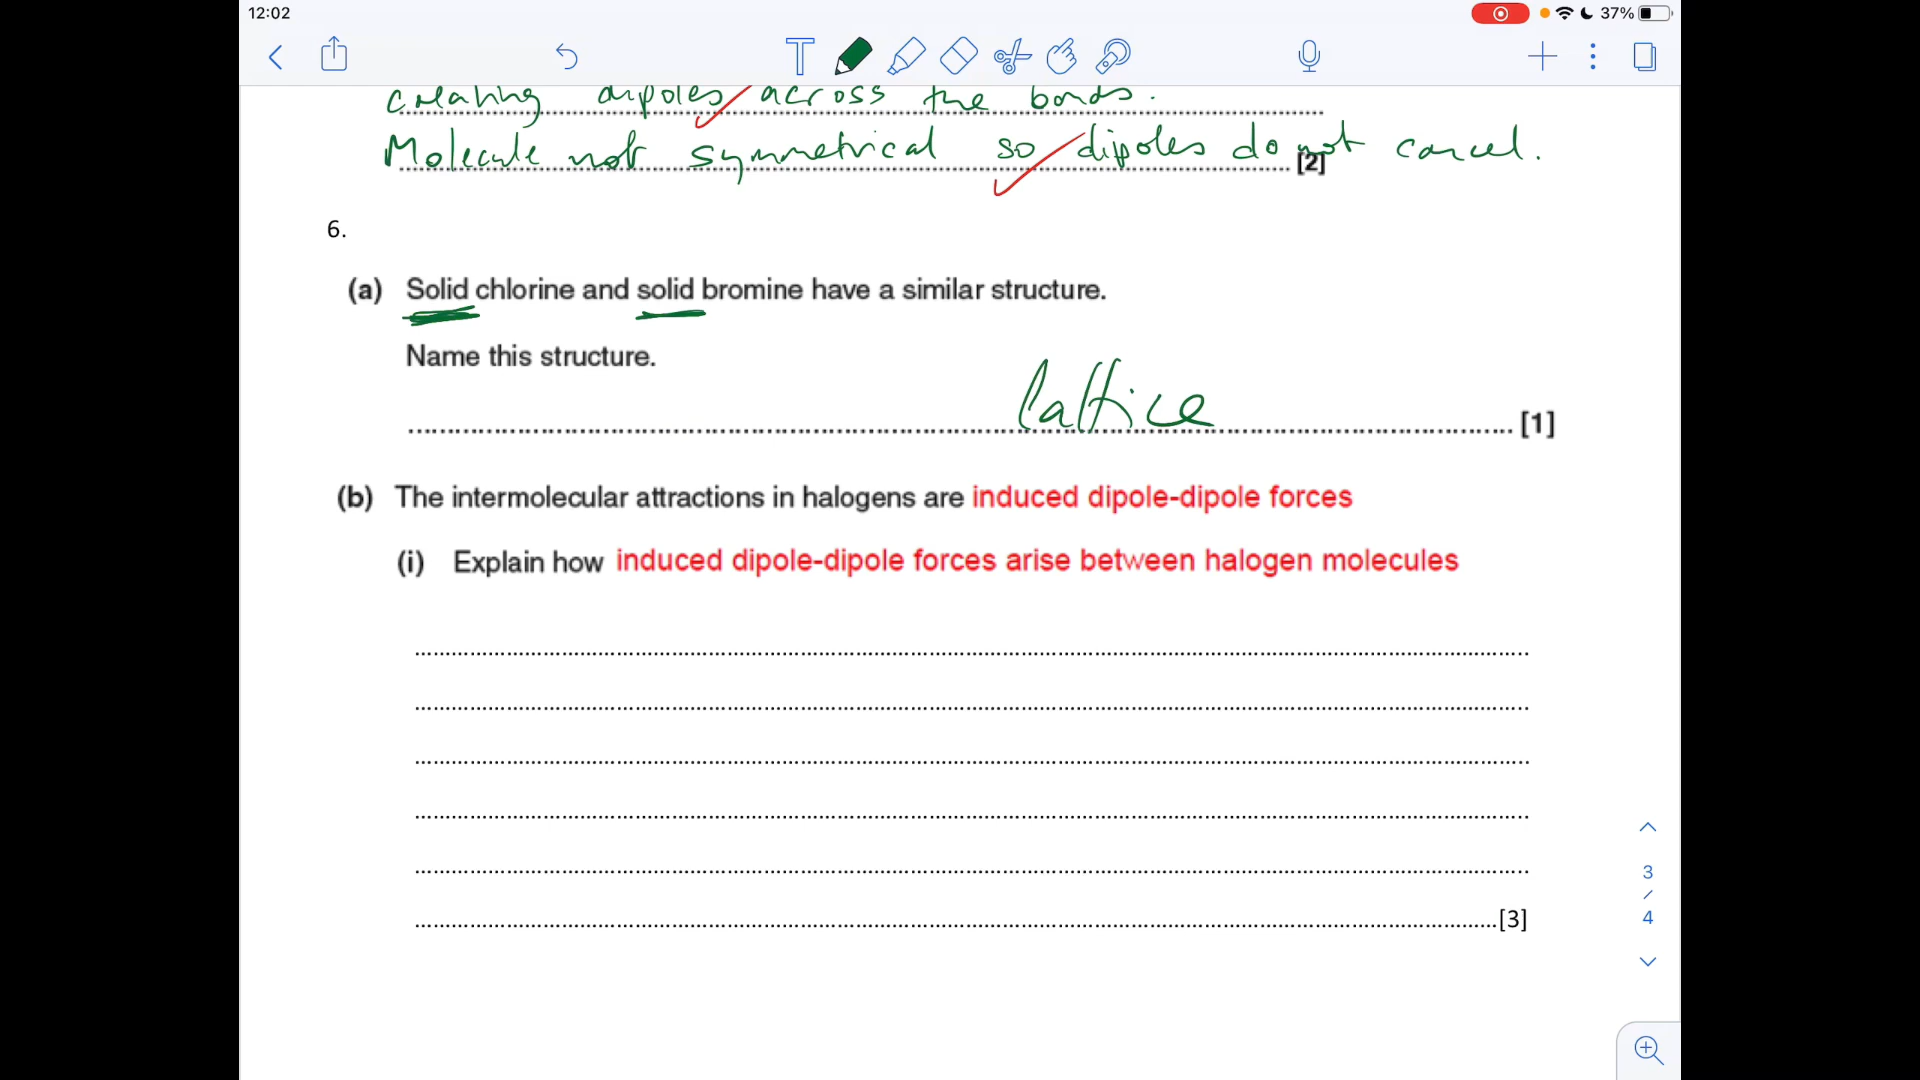 12:02
37%
T
creating dipoles across the bonds.
Molecule not symmetrical so dipoles do not cancel.
[2]
6.
(a) Solid chlorine and solid bromine have a similar structure.
Name this structure.
lattice
[1]
(b) The intermolecular attractions in halogens are induced dipole-dipole forces
(i) Explain how induced dipole-dipole forces arise between halogen molecules
[3]
3
/
4